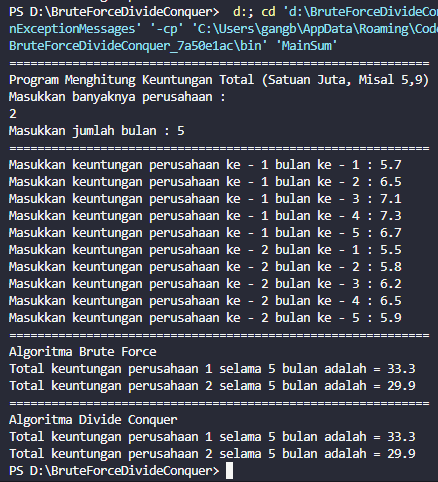 PS D:\BruteForceDivideConquer> d:; cd 'd:\BruteForceDivideCon
nExceptionMessages' '-cp' 'C:\Users\gangb\AppData\Roaming\Code
BruteForceDivideConquer_7a50e1ac\bin' 'MainSum'
============================================================
Program Menghitung Keuntungan Total (Satuan Juta, Misal 5,9)
Masukkan banyaknya perusahaan :
2
Masukkan jumlah bulan : 5
============================================================
Masukkan keuntungan perusahaan ke - 1 bulan ke - 1 : 5.7
Masukkan keuntungan perusahaan ke - 1 bulan ke - 2 : 6.5
Masukkan keuntungan perusahaan ke - 1 bulan ke - 3 : 7.1
Masukkan keuntungan perusahaan ke - 1 bulan ke - 4 : 7.3
Masukkan keuntungan perusahaan ke - 1 bulan ke - 5 : 6.7
Masukkan keuntungan perusahaan ke - 2 bulan ke - 1 : 5.5
Masukkan keuntungan perusahaan ke - 2 bulan ke - 2 : 5.8
Masukkan keuntungan perusahaan ke - 2 bulan ke - 3 : 6.2
Masukkan keuntungan perusahaan ke - 2 bulan ke - 4 : 6.5
Masukkan keuntungan perusahaan ke - 2 bulan ke - 5 : 5.9
============================================================
Algoritma Brute Force
Total keuntungan perusahaan 1 selama 5 bulan adalah = 33.3
Total keuntungan perusahaan 2 selama 5 bulan adalah = 29.9
============================================================
Algoritma Divide Conquer
Total keuntungan perusahaan 1 selama 5 bulan adalah = 33.3
Total keuntungan perusahaan 2 selama 5 bulan adalah = 29.9
PS D:\BruteForceDivideConquer>